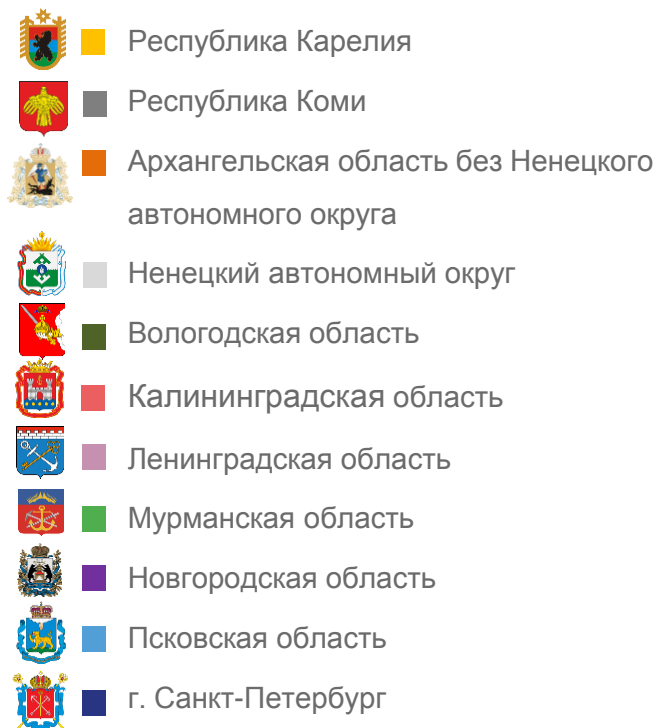 Республика Карелия
Республика Коми
Архангельская область без Ненецкого
автономного округа
Ненецкий автономный округ
Вологодская область
Калининградская область
Ленинградская область
Мурманская область
Новгородская область
Псковская область
г. Санкт-Петербург